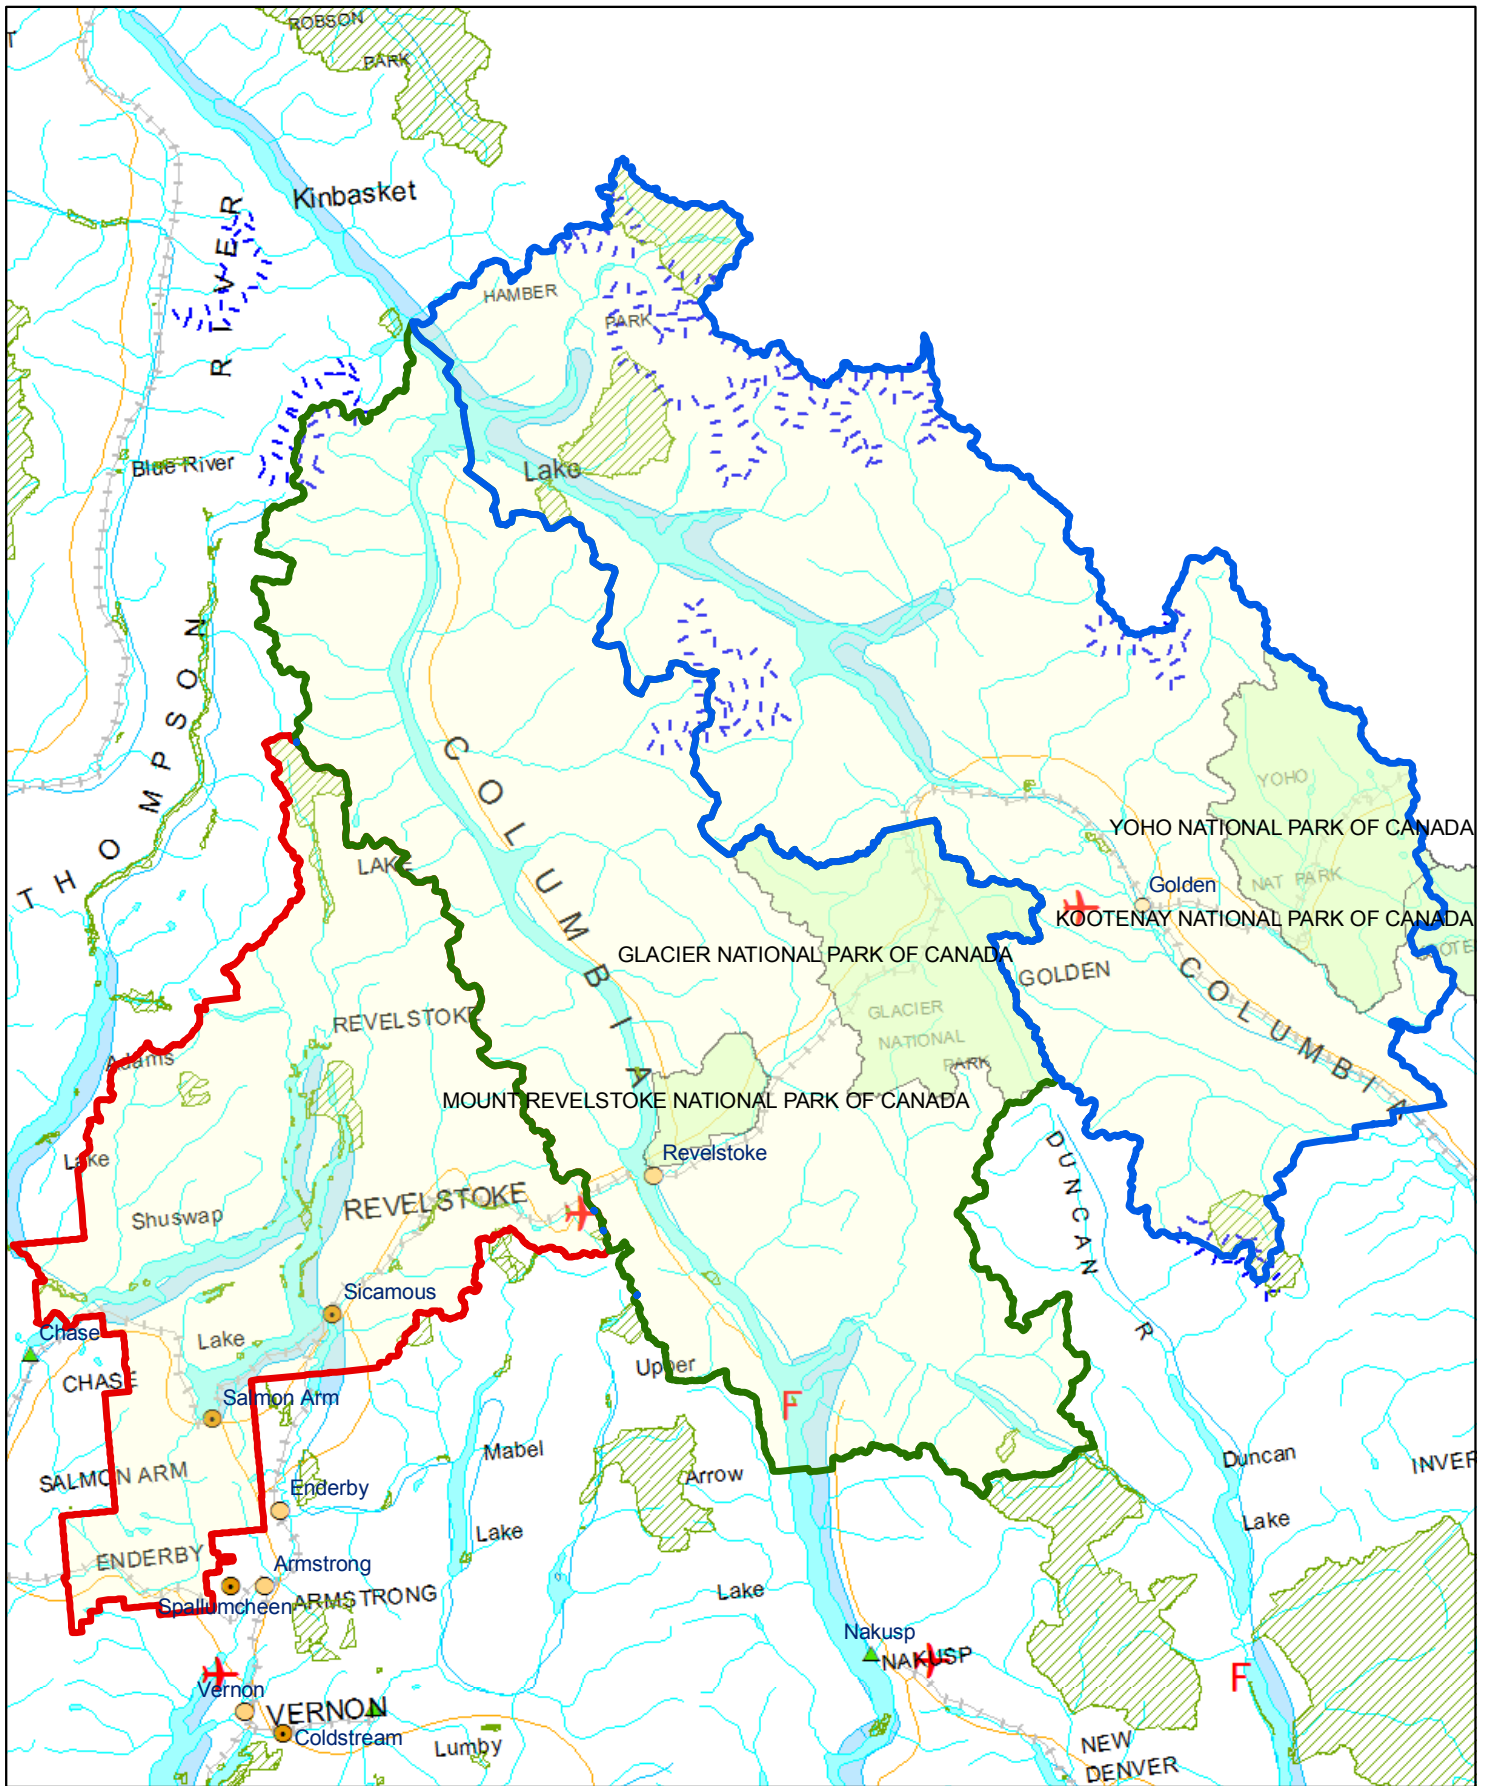 ROBSON
PARK
T
Kinbasket
RIVER
HAMBER
PARK
Blue River
Lake
THOMPSON
COLUMBIA
YOHO
YOHO NATIONAL PARK OF CANADA
LAKE
Golden
NAT PARK
KOOTENAY NATIONAL PARK OF CANADA
GLACIER NATIONAL PARK OF CANADA
GOLDEN
COLUMBIA
REVELSTOKE
GLACIER
NATIONAL
PARK
Adams
MOUNT REVELSTOKE NATIONAL PARK OF CANADA
Lake
Revelstoke
DUNCAN R
REVELSTOKE
Shuswap
Sicamous
Chase
Lake
CHASE
Upper
Salmon Arm
F
Mabel
Duncan
INVER
SALMON ARM
Arrow
Enderby
Lake
Lake
ENDERBY
Armstrong
Lake
Spallumcheen
ARMSTRONG
Nakusp
NAKUSP
F
Vernon
VERNON
Coldstream
Lumby
NEW
DENVER